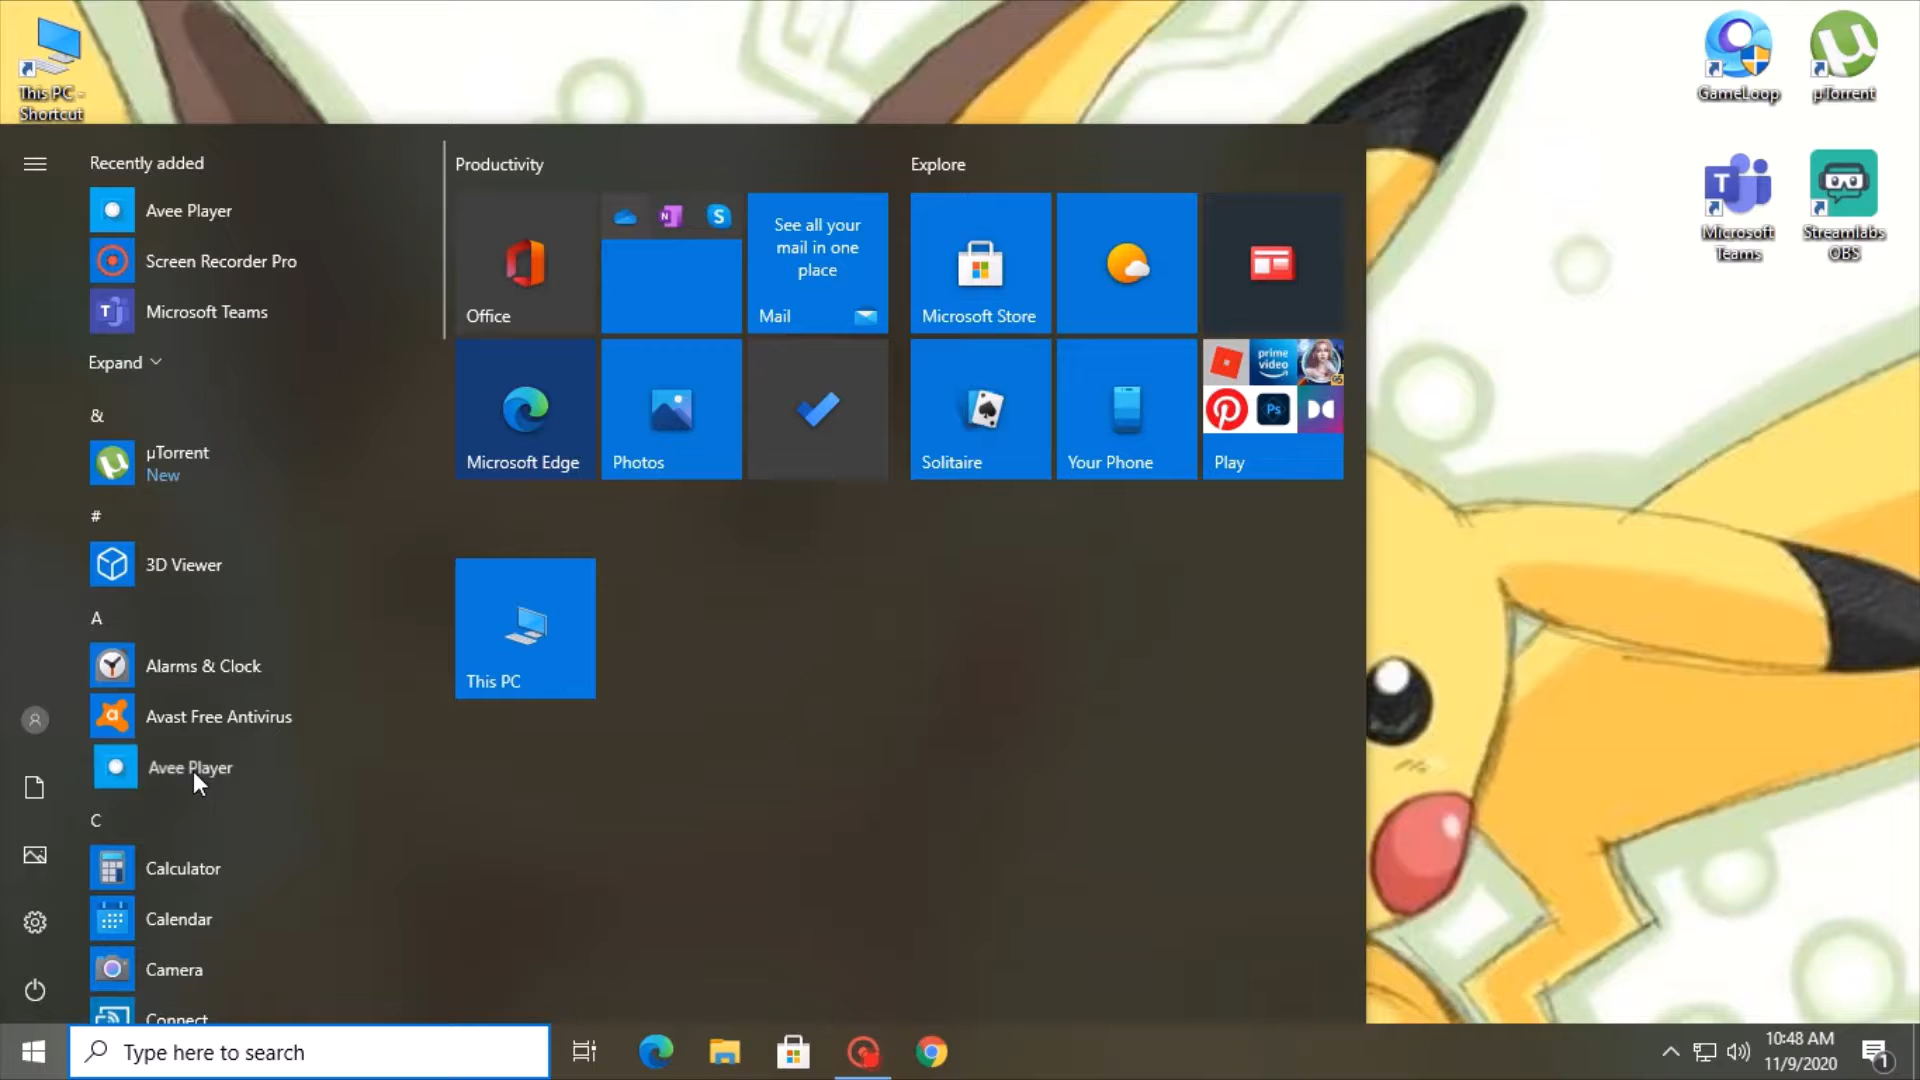 This PC -
Shortcut
GameLoop
µTorrent
Microsoft
Teams
Streamlabs
OBS
Recently added
Avee Player
Screen Recorder Pro
Microsoft Teams
Expand
&
µTorrent
New
#
3D Viewer
A
Alarms & Clock
Avast Free Antivirus
Avee Player
C
Calculator
Calendar
Camera
Connect
Productivity
Office
See all your
mail in one
place
Mail
Microsoft Edge
Photos
This PC
Explore
Microsoft Store
Solitaire
Your Phone
prime
video
Ps
Play
Type here to search
10:48 AM
11/9/2020
1